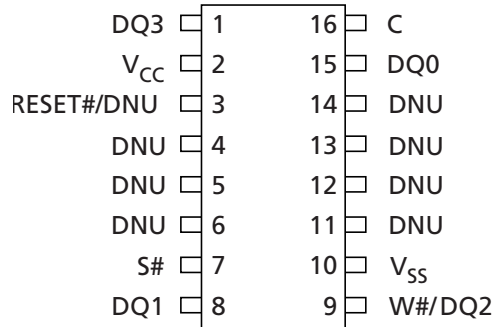 DQ3 1 16 C
VCC 2 15 DQ0
RESET#/DNU 3 14 DNU
DNU 4 13 DNU
DNU 5 12 DNU
DNU 6 11 DNU
S# 7 10 VSS
DQ1 8 9 W#/DQ2